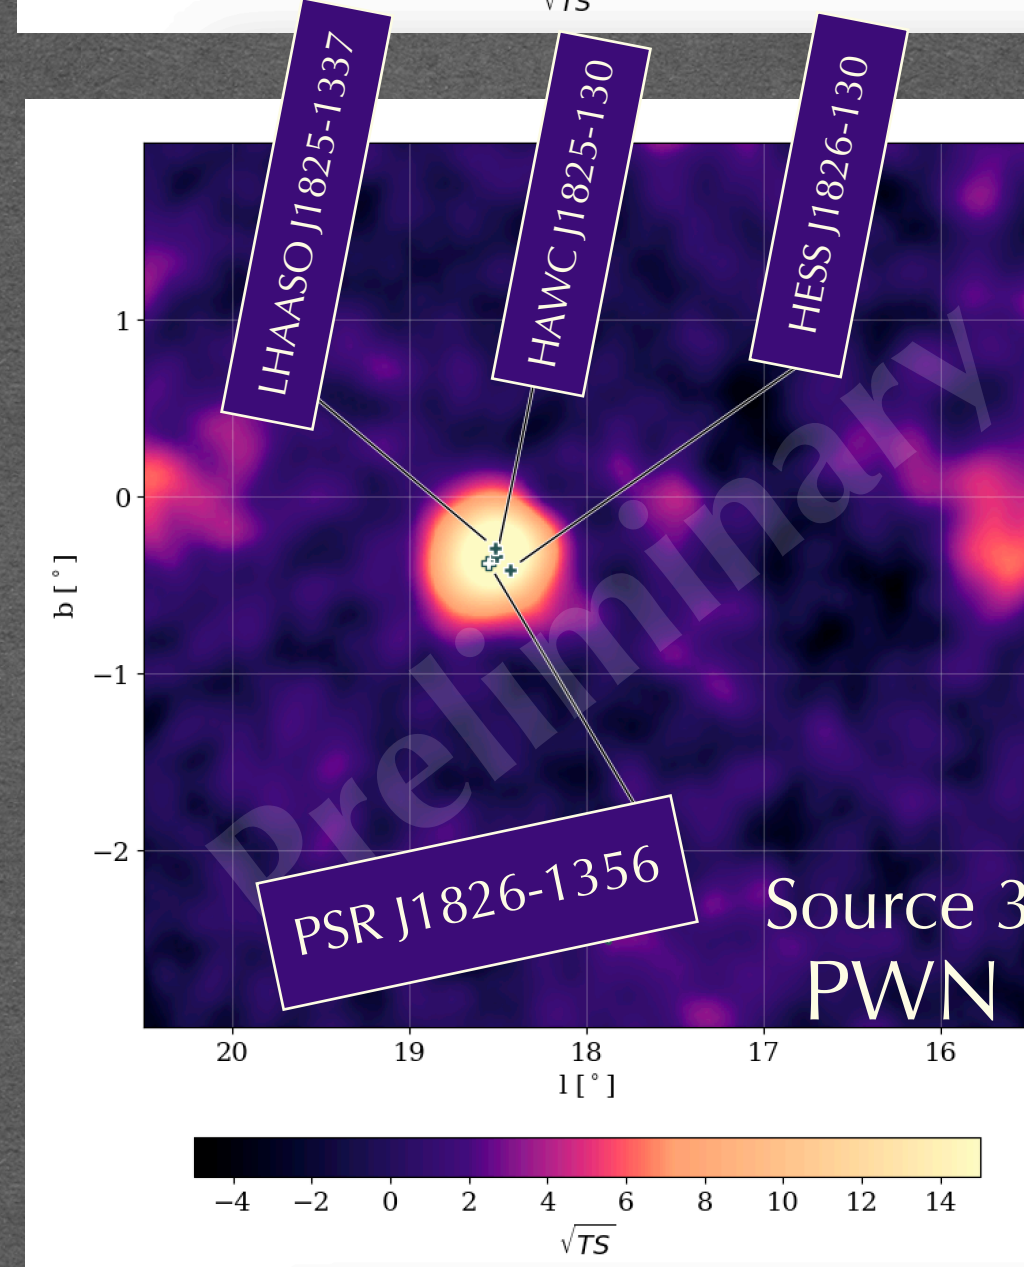 √TS
LHAASO J1825-1337
HAWC J1825-130
HESS J1826-130
1
0
−1
−2
b [°]
Preliminary
PSR J1826-1356
Source 3
PWN
20 19 18 17 16
l [°]
−4 −2 0 2 4 6 8 10 12 14
√TS